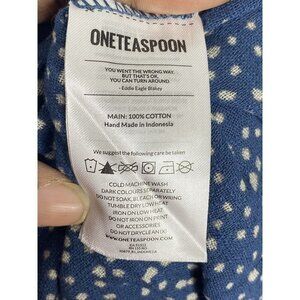 ONETEASPOON
YOU WENT THE WRONG WAY.
BUT THAT'S OK,
YOU CAN TURN AROUND.
- Eddie Eagle Blakey
MAIN: 100% COTTON
Hand Made in Indonesia
We suggest the following care:
COLD MACHINE WASH
DARK COLOURS SEPARATELY
DO NOT SOAK, BLEACH OR WRING
TUMBLE DRY LOW HEAT
IRON ON LOW HEAT
DO NOT IRON ON PRINT
OR ACCESSORIES
DO NOT DRYCLEAN
WWW.ONETEASPOON.COM